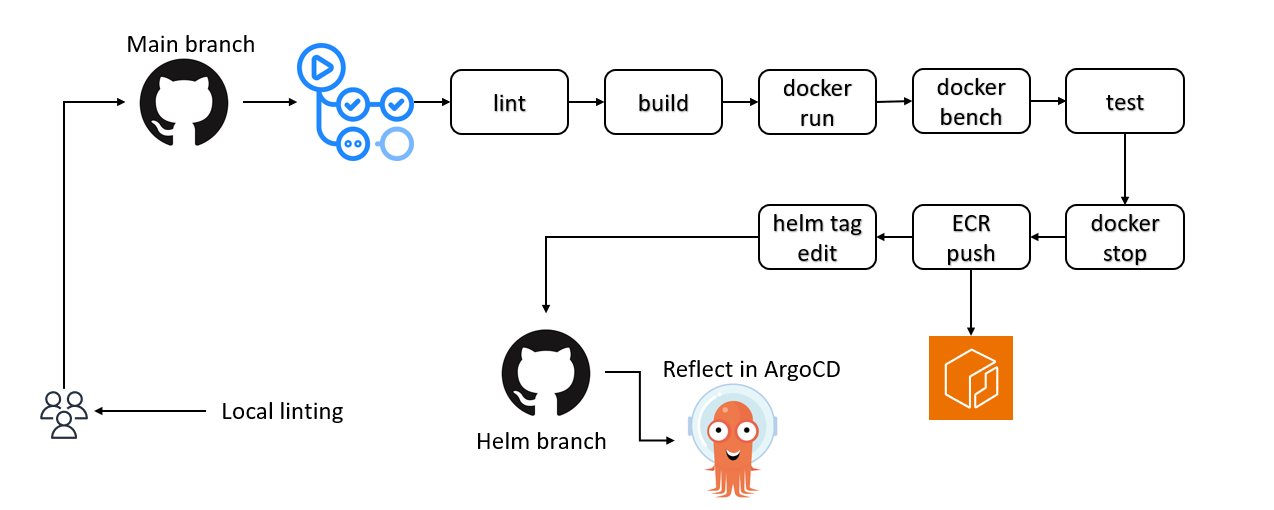 Main branch
lint
build
docker
run
docker
bench
test
helm tag
edit
ECR
push
docker
stop
Reflect in ArgoCD
Local linting
Helm branch